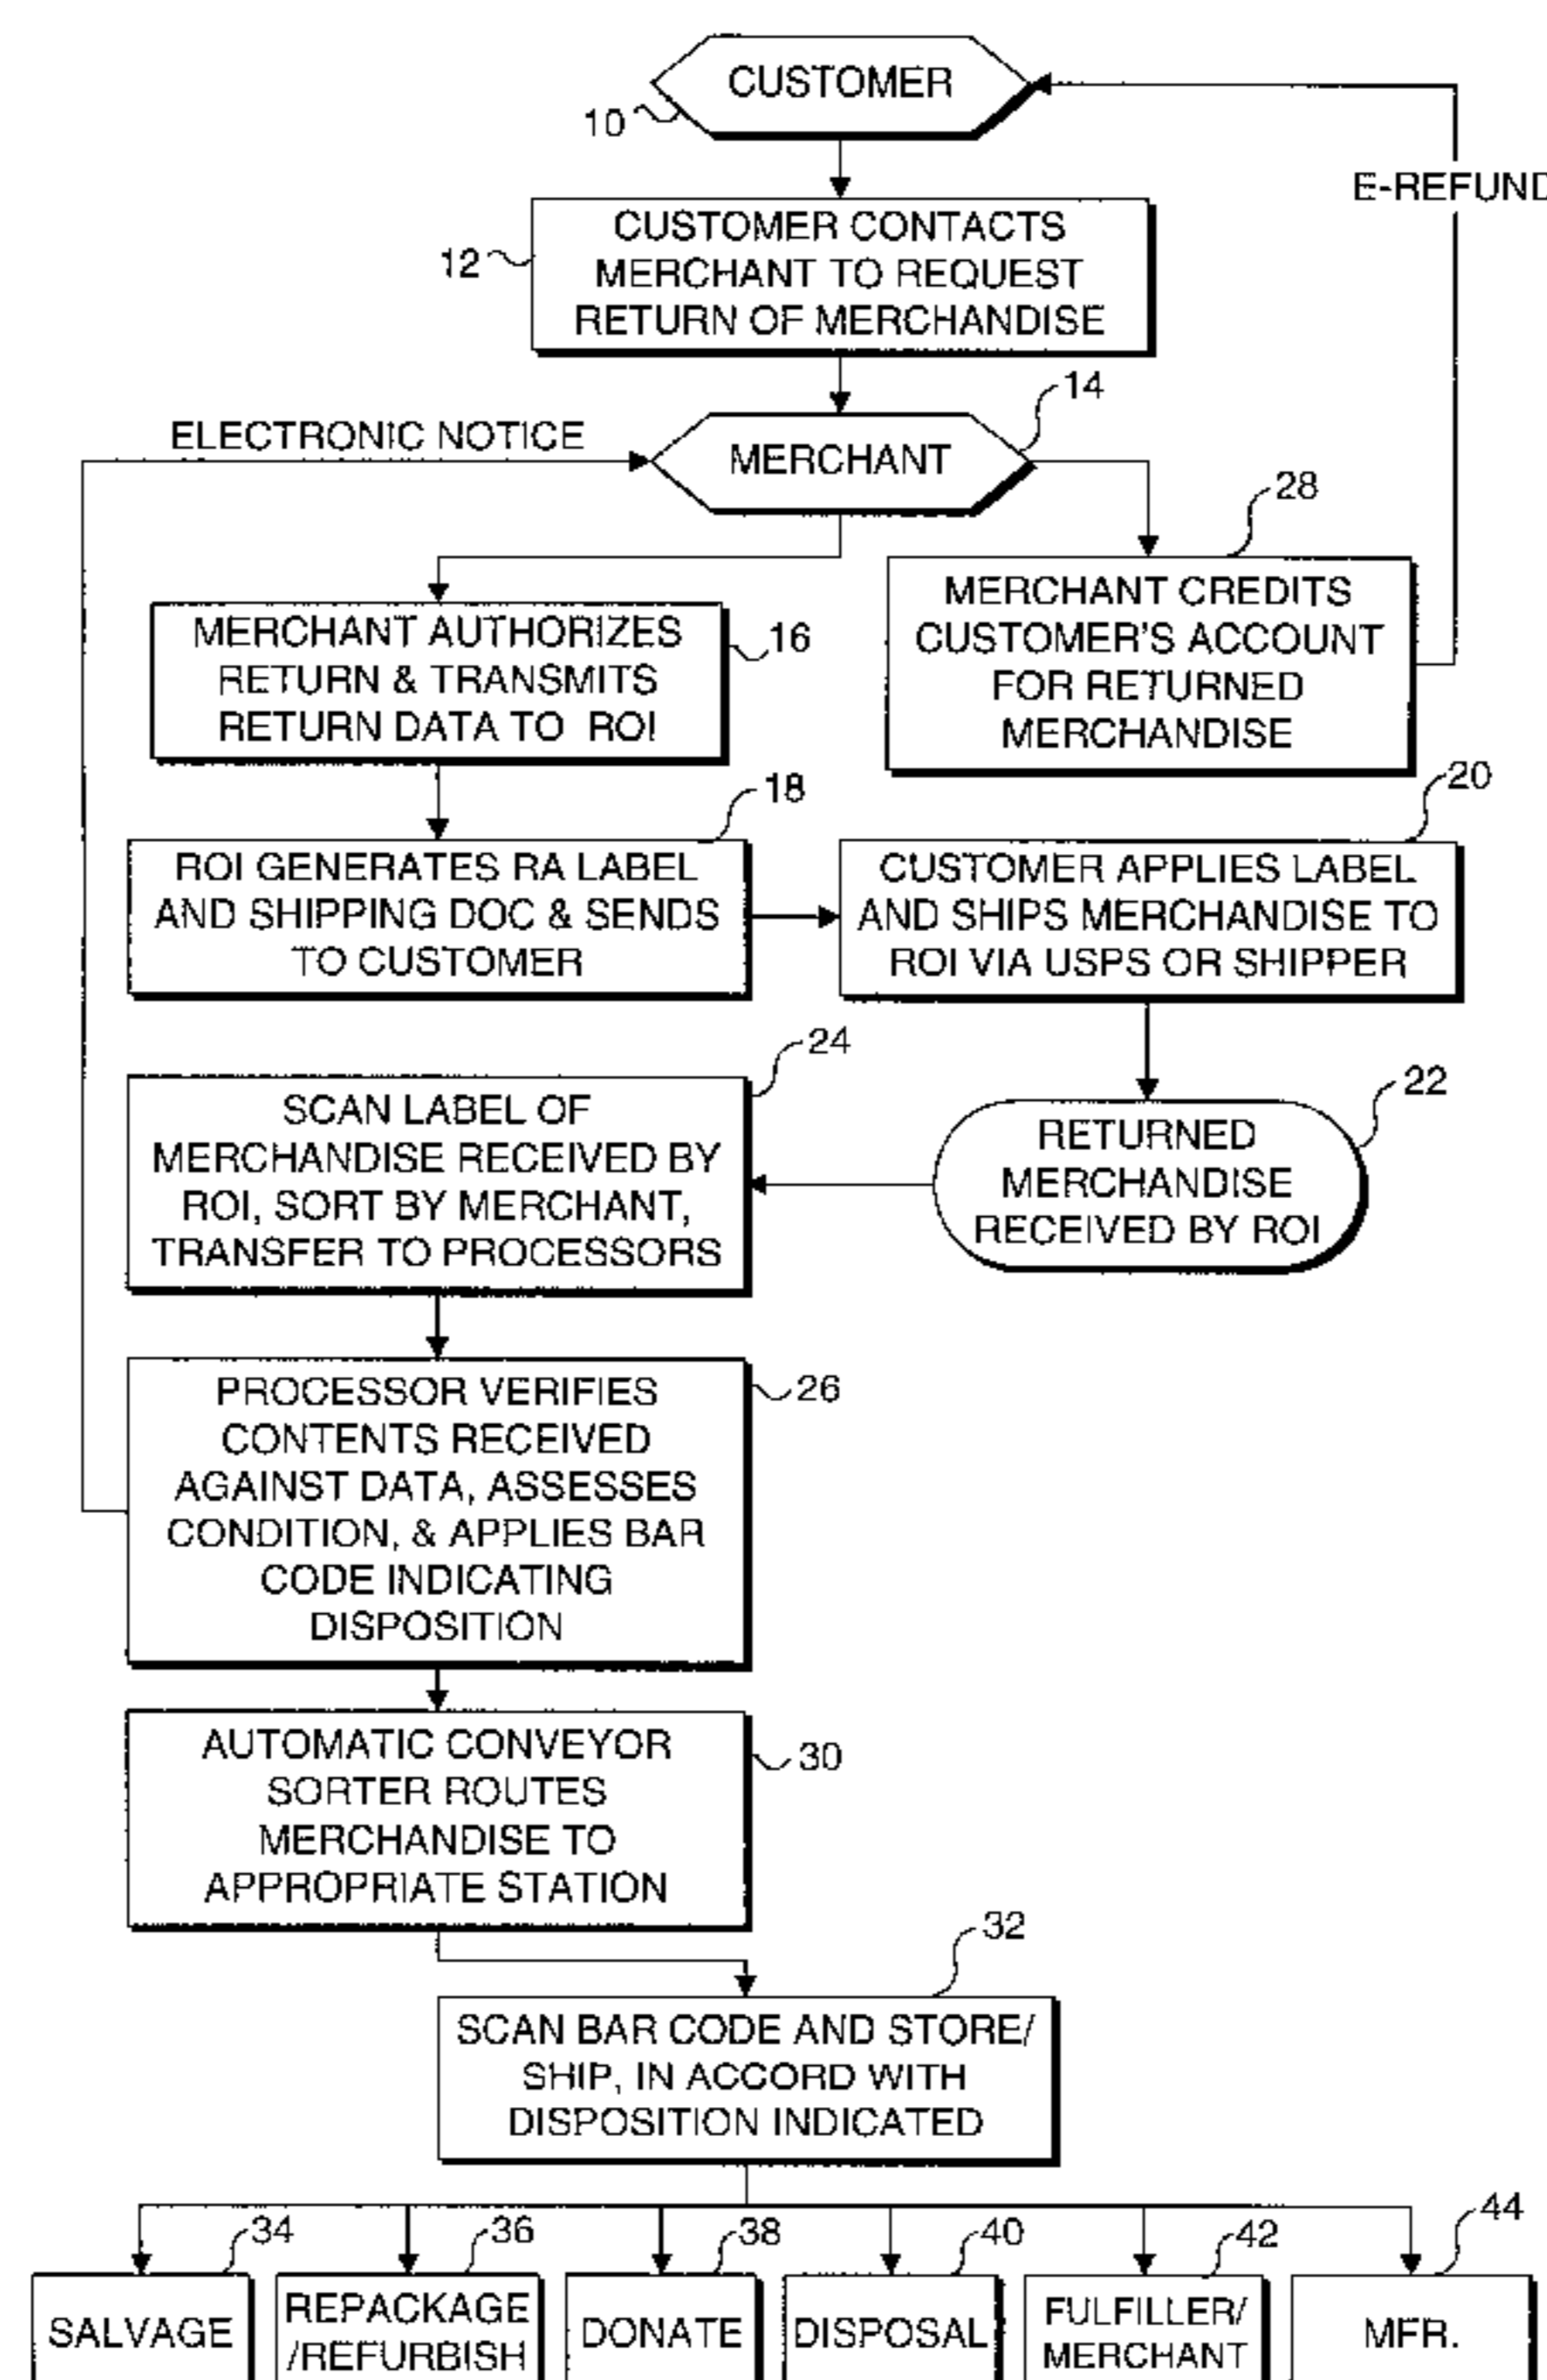 CUSTOMER
10
E-REFUND
CUSTOMER CONTACTS
MERCHANT TO REQUEST
RETURN OF MERCHANDISE
12
14
ELECTRONIC NOTICE
MERCHANT
28
MERCHANT CREDITS
CUSTOMER'S ACCOUNT
FOR RETURNED
MERCHANDISE
MERCHANT AUTHORIZES
RETURN & TRANSMITS
RETURN DATA TO ROI
16
18
ROI GENERATES RA LABEL
AND SHIPPING DOC & SENDS
TO CUSTOMER
20
CUSTOMER APPLIES LABEL
AND SHIPS MERCHANDISE TO
ROI VIA USPS OR SHIPPER
22
RETURNED
MERCHANDISE
RECEIVED BY ROI
24
SCAN LABEL OF
MERCHANDISE RECEIVED BY
ROI, SORT BY MERCHANT,
TRANSFER TO PROCESSORS
PROCESSOR VERIFIES
CONTENTS RECEIVED
AGAINST DATA, ASSESSES
CONDITION, & APPLIES BAR
CODE INDICATING
DISPOSITION
26
AUTOMATIC CONVEYOR
SORTER ROUTES
MERCHANDISE TO
APPROPRIATE STATION
30
32
SCAN BAR CODE AND STORE/
SHIP, IN ACCORD WITH
DISPOSITION INDICATED
34
SALVAGE
36
REPACKAGE
/REFURBISH
38
DONATE
40
DISPOSAL
42
FULFILLER/
MERCHANT
44
MFR.